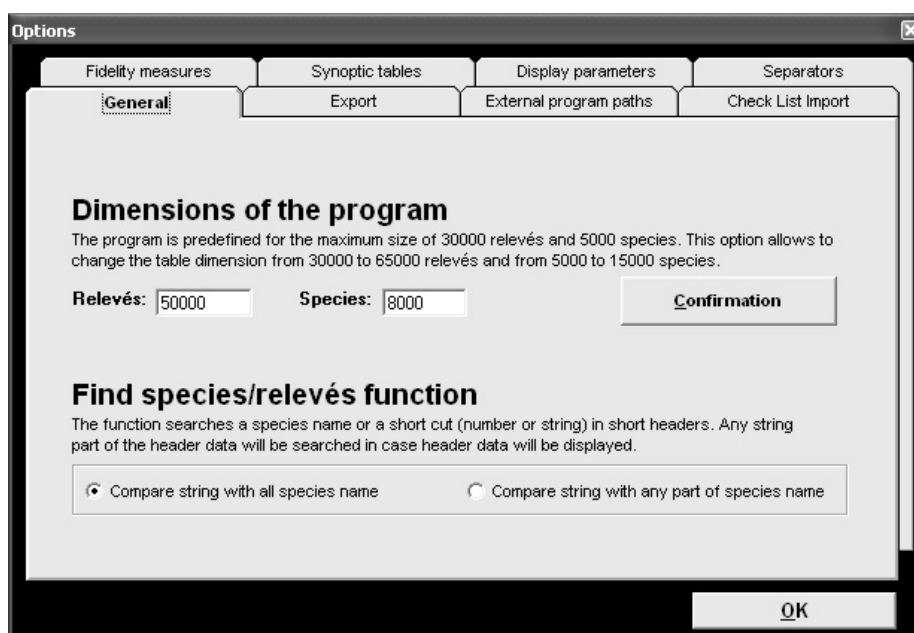 Options
Fidelity measures Synoptic tables Display parameters Separators
General Export External program paths Check List Import
Dimensions of the program
The program is predefined for the maximum size of 30000 relevés and 5000 species. This option allows to
change the table dimension from 30000 to 65000 relevés and from 5000 to 15000 species.
Relevés: 50000 Species: 8000 Confirmation
Find species/relevés function
The function searches a species name or a short cut (number or string) in short headers. Any string
part of the header data will be searched in case header data will be displayed.
Compare string with all species name Compare string with any part of species name
OK